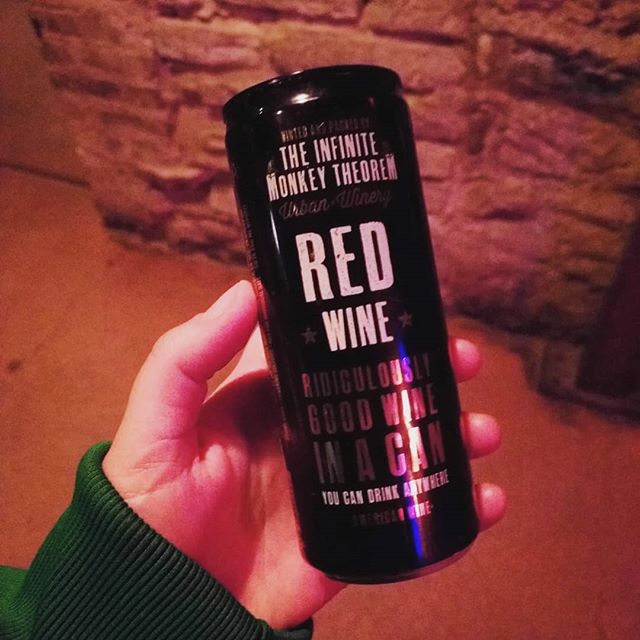 VINTED AND PACKED BY
THE INFINITE
MONKEY THEOREM
Urban Winery
RED
WINE
RIDICULOUSLY
GOOD WINE
IN A CAN
YOU CAN DRINK ANYWHERE
AMERICAN WINE